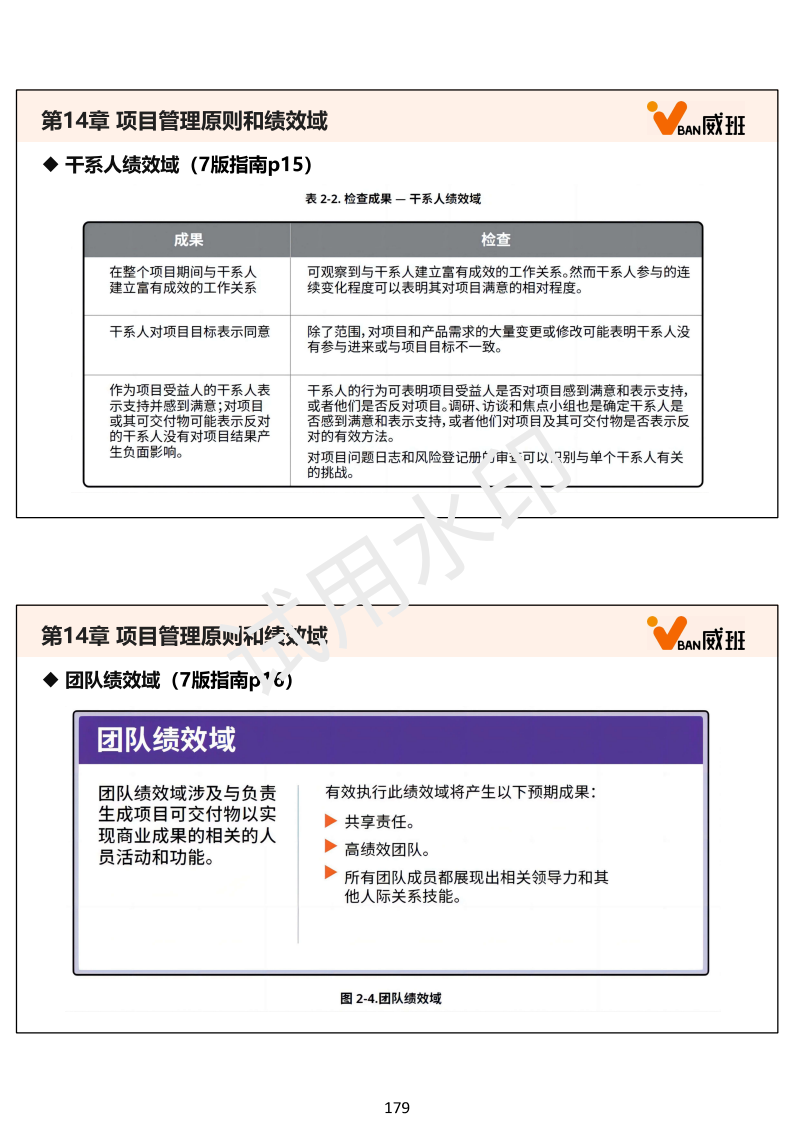 第14章 项目管理原则和绩效域
BAN威班
◆ 干系人绩效域（7版指南p15）
表 2-2. 检查成果 — 干系人绩效域
成果
检查
在整个项目期间与干系人
建立富有成效的工作关系
可观察到与干系人建立富有成效的工作关系。然而干系人参与的连
续变化程度可以表明其对项目满意的相对程度。
干系人对项目目标表示同意
除了范围，对项目和产品需求的大量变更或修改可能表明干系人没
有参与进来或与项目目标不一致。
作为项目受益人的干系人表
示支持并感到满意；对项目
或其可交付物可能表示反对
的干系人没有对项目结果产
生负面影响。
干系人的行为可表明项目受益人是否对项目感到满意和表示支持，
或者他们是否反对项目。调研、访谈和焦点小组也是确定干系人是
否感到满意和表示支持，或者他们对项目及其可交付物是否表示反
对的有效方法。
对项目问题日志和风险登记册的审查可以识别与单个干系人有关
的挑战。
试用水印
第14章 项目管理原则和绩效域
BAN威班
◆ 团队绩效域（7版指南p16）
团队绩效域
团队绩效域涉及与负责
生成项目可交付物以实
现商业成果的相关的人
员活动和功能。
有效执行此绩效域将产生以下预期成果：
共享责任。
高绩效团队。
所有团队成员都展现出相关领导力和其
他人际关系技能。
图 2-4.团队绩效域
179